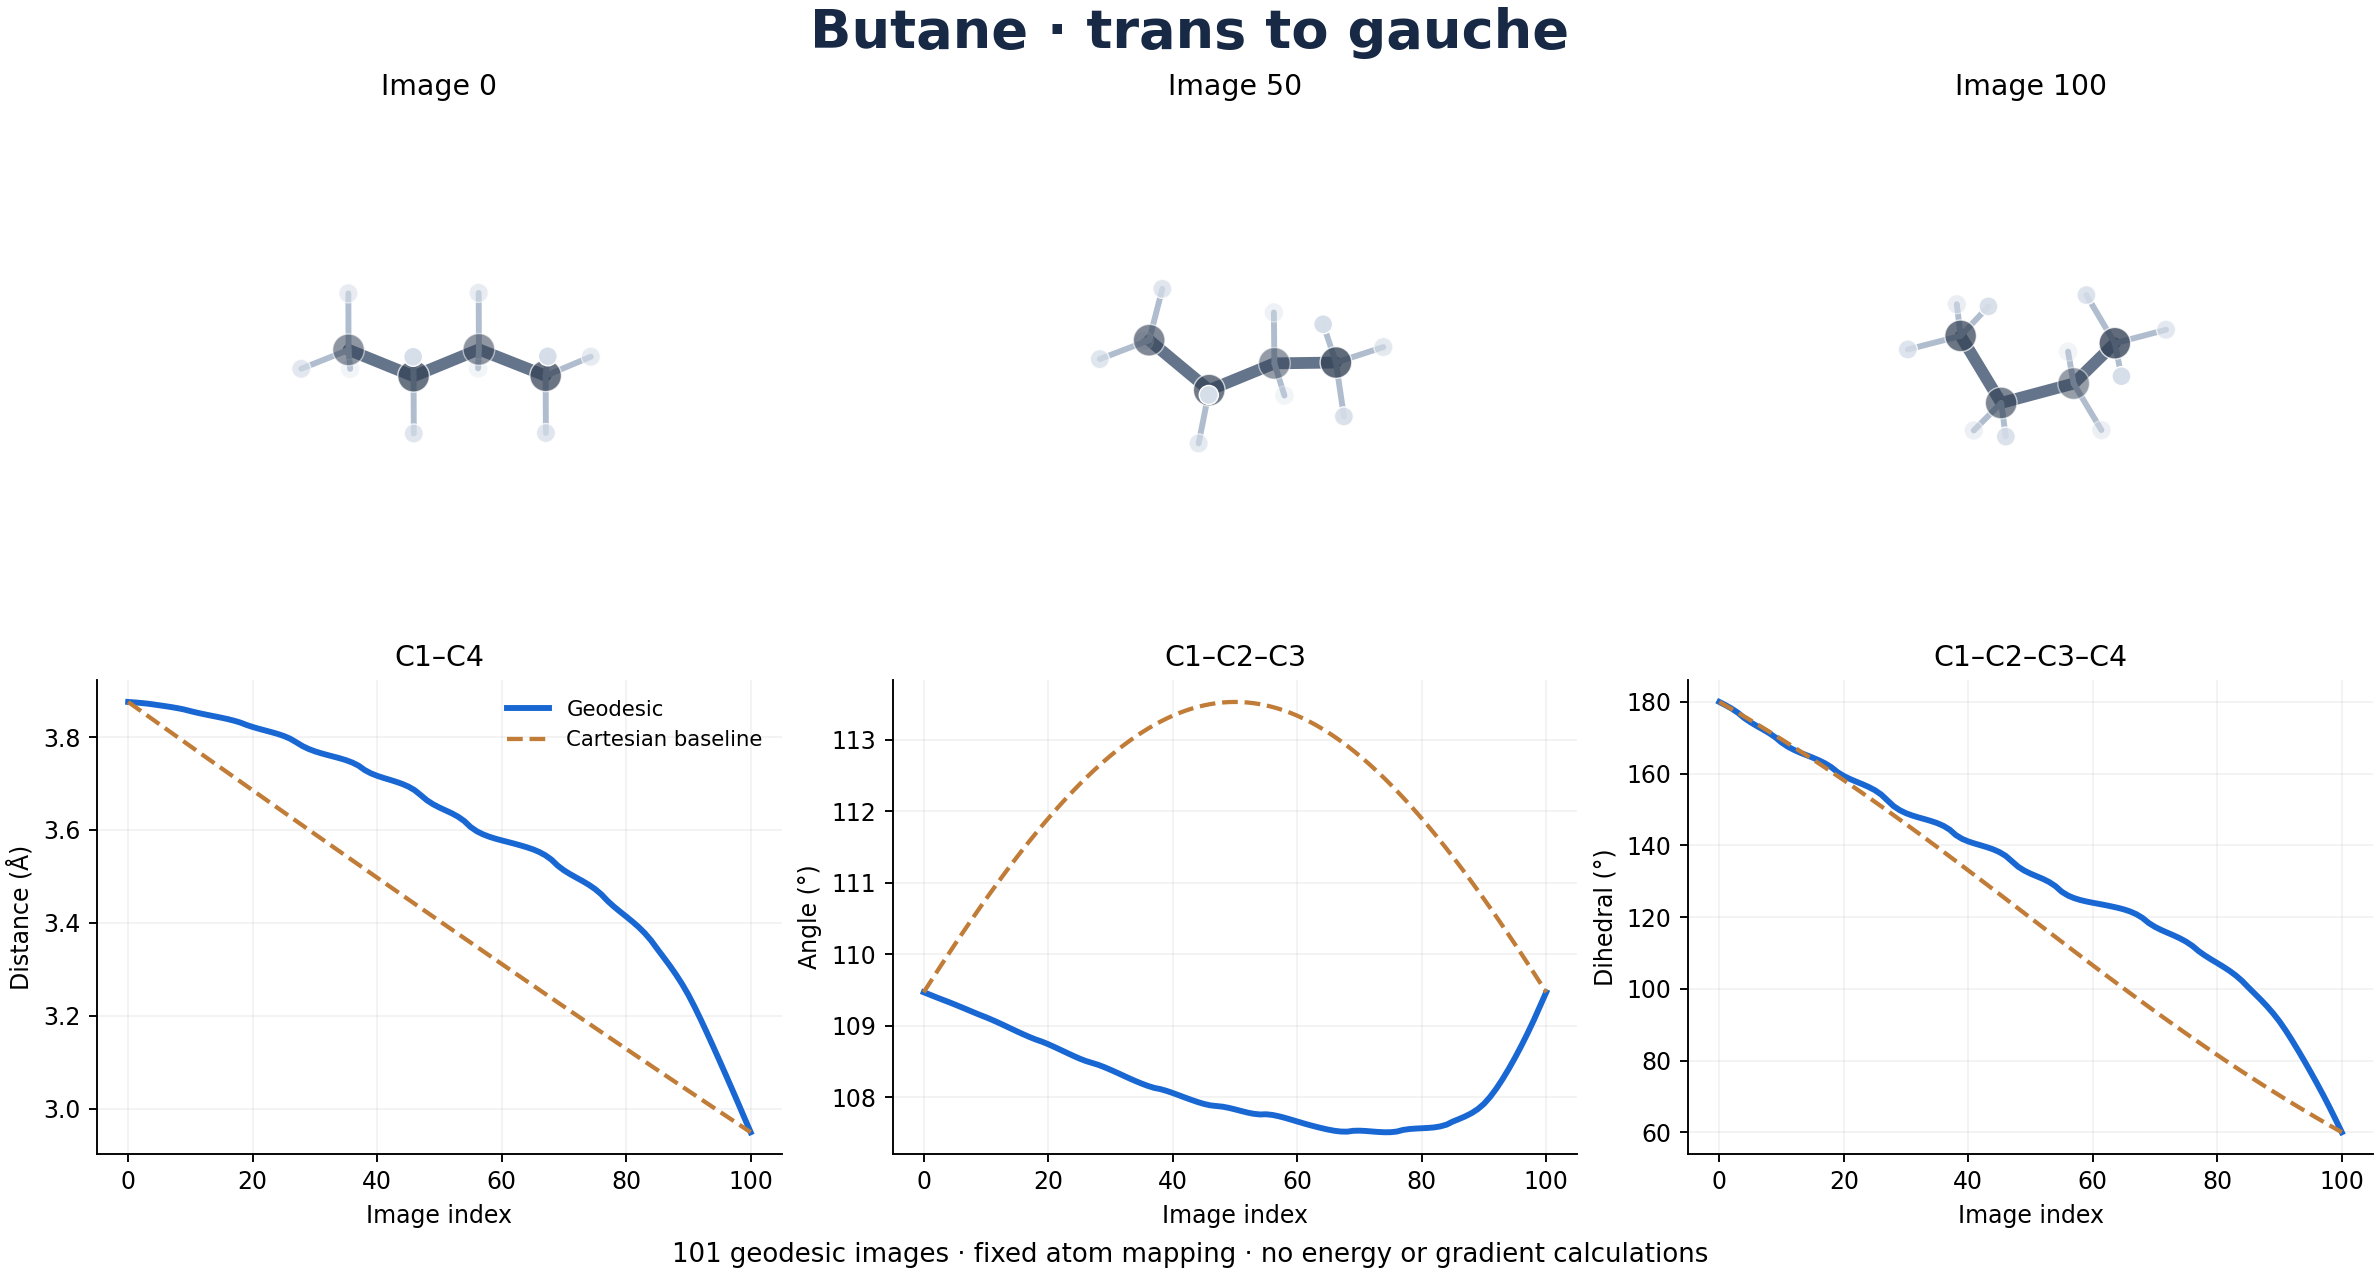 Butane · trans to gauche
Image 0
Image 50
Image 100
C1–C4
Distance (Å)
3.8
3.6
3.4
3.2
3.0
Geodesic
Cartesian baseline
0 20 40 60 80 100
Image index
C1–C2–C3
Angle (°)
113
112
111
110
109
108
0 20 40 60 80 100
Image index
C1–C2–C3–C4
Dihedral (°)
180
160
140
120
100
80
60
0 20 40 60 80 100
Image index
101 geodesic images · fixed atom mapping · no energy or gradient calculations